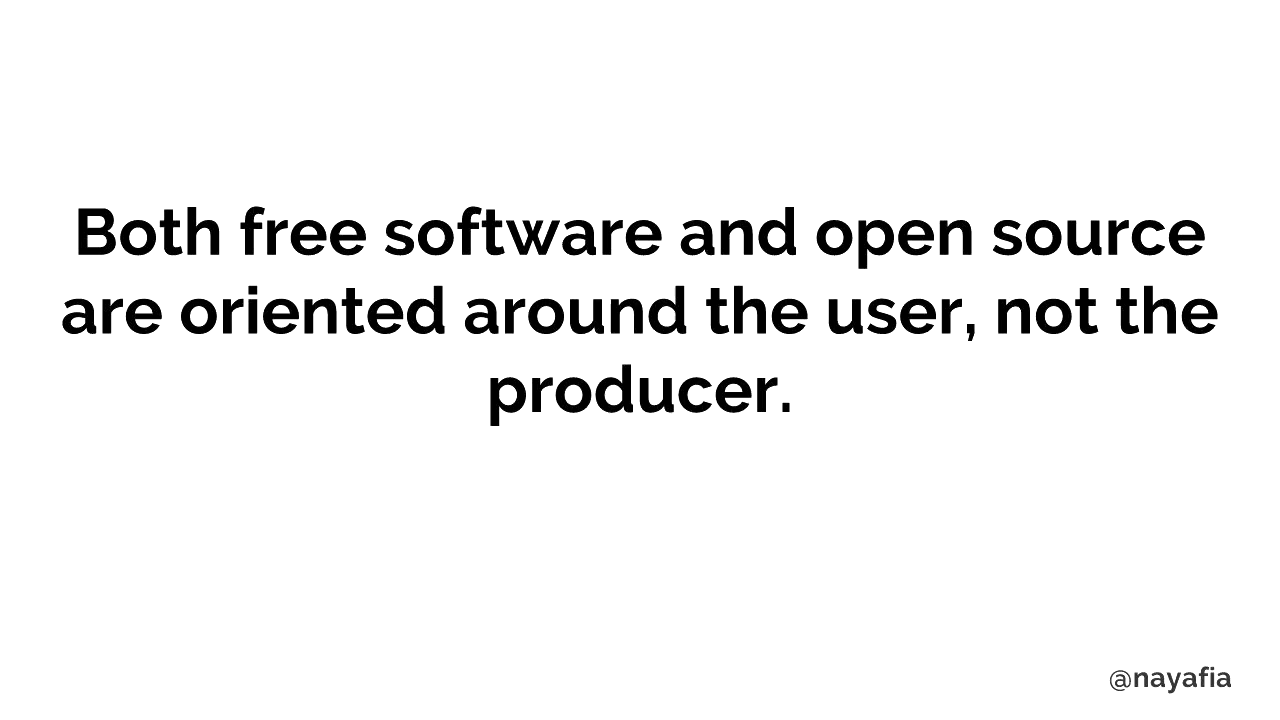 Both free software and open source
are oriented around the user, not the
producer.
@nayafia